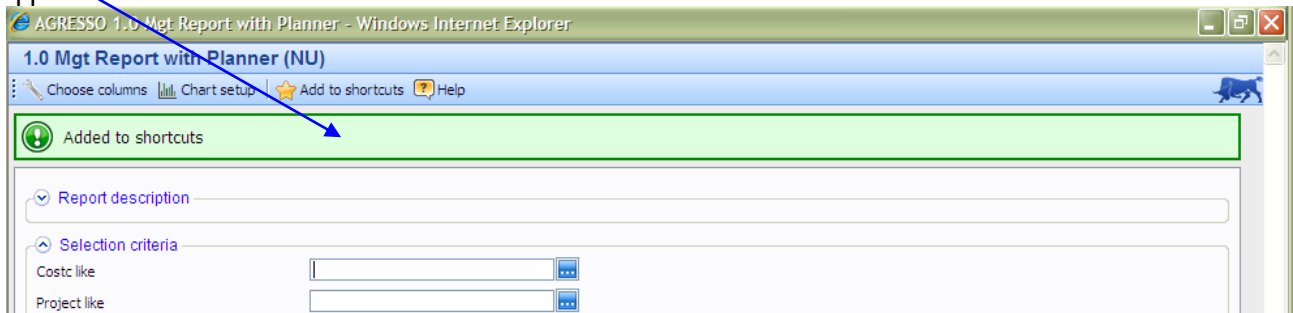 AGRESSO 1.0 Mgt Report with Planner - Windows Internet Explorer
1.0 Mgt Report with Planner (NU)
Choose columns Chart setup Add to shortcuts Help
Added to shortcuts
Report description
Selection criteria
Costc like
Project like